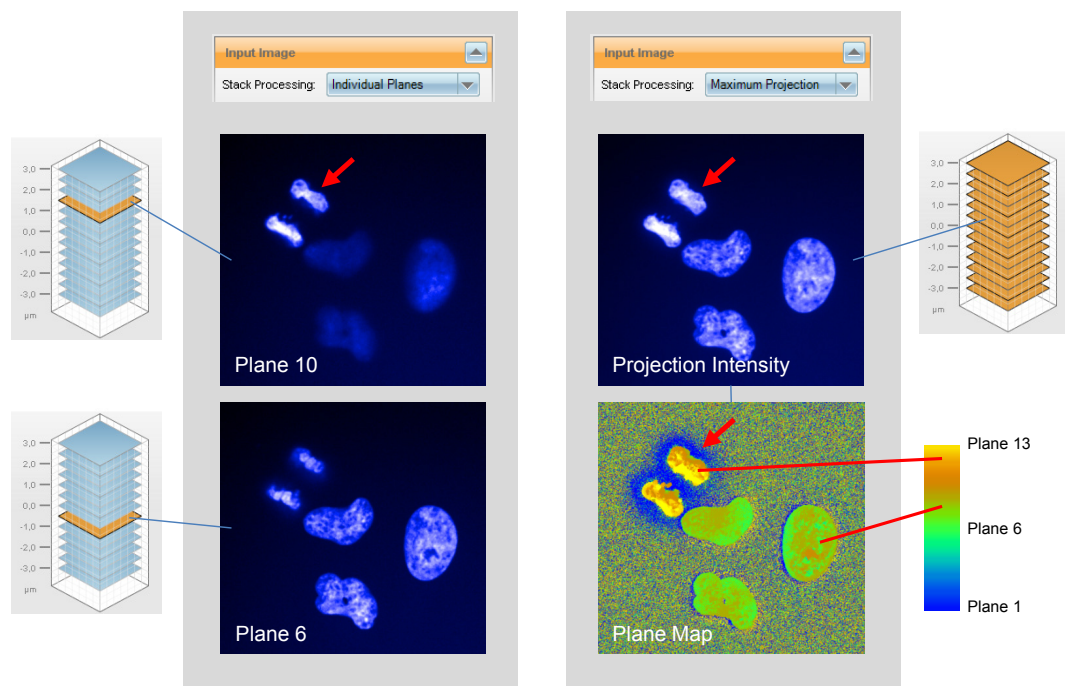 Input Image
Stack Processing: Individual Planes
Input Image
Stack Processing: Maximum Projection
3,0
2,0
1,0
0,0
-1,0
-2,0
-3,0
µm
Plane 10
Projection Intensity
3,0
2,0
1,0
0,0
-1,0
-2,0
-3,0
µm
3,0
2,0
1,0
0,0
-1,0
-2,0
-3,0
µm
Plane 6
Plane Map
Plane 13
Plane 6
Plane 1